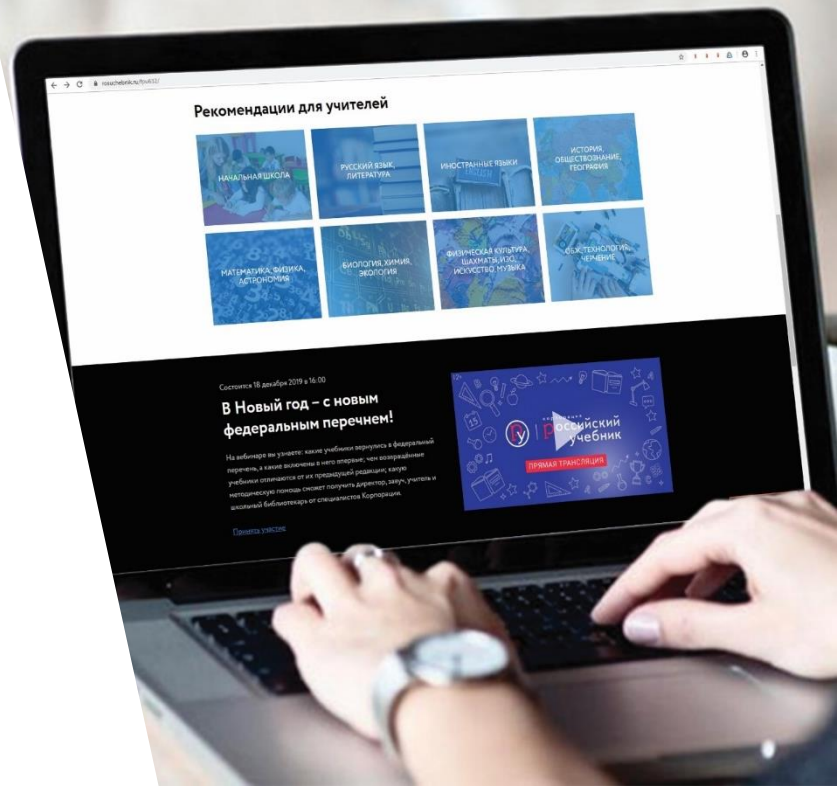 rosuchebnik.ru/fpu632/
Рекомендации для учителей
НАЧАЛЬНАЯ ШКОЛА
РУССКИЙ ЯЗЫК,
ЛИТЕРАТУРА
ИНОСТРАННЫЕ ЯЗЫКИ
ИСТОРИЯ,
ОБЩЕСТВОЗНАНИЕ,
ГЕОГРАФИЯ
МАТЕМАТИКА, ФИЗИКА,
АСТРОНОМИЯ
БИОЛОГИЯ, ХИМИЯ,
ЭКОЛОГИЯ
ФИЗИЧЕСКАЯ КУЛЬТУРА,
ШАХМАТЫ, ИЗО,
ИСКУССТВО, МУЗЫКА
ОБЖ, ТЕХНОЛОГИЯ,
ЧЕРЧЕНИЕ
Состоится 18 декабря 2019 в 16:00
В Новый год – с новым
федеральным перечнем!
На вебинаре вы узнаете: какие учебники вернулись в федеральный
перечень, а какие включены в него впервые; чем возвращённые
учебники отличаются от их предыдущей редакции; какую
методическую помощь сможет получить директор, завуч, учитель и
школьный библиотекарь от специалистов Корпорации.
Принять участие
корпорация
российский
учебник
ПРЯМАЯ ТРАНСЛЯЦИЯ